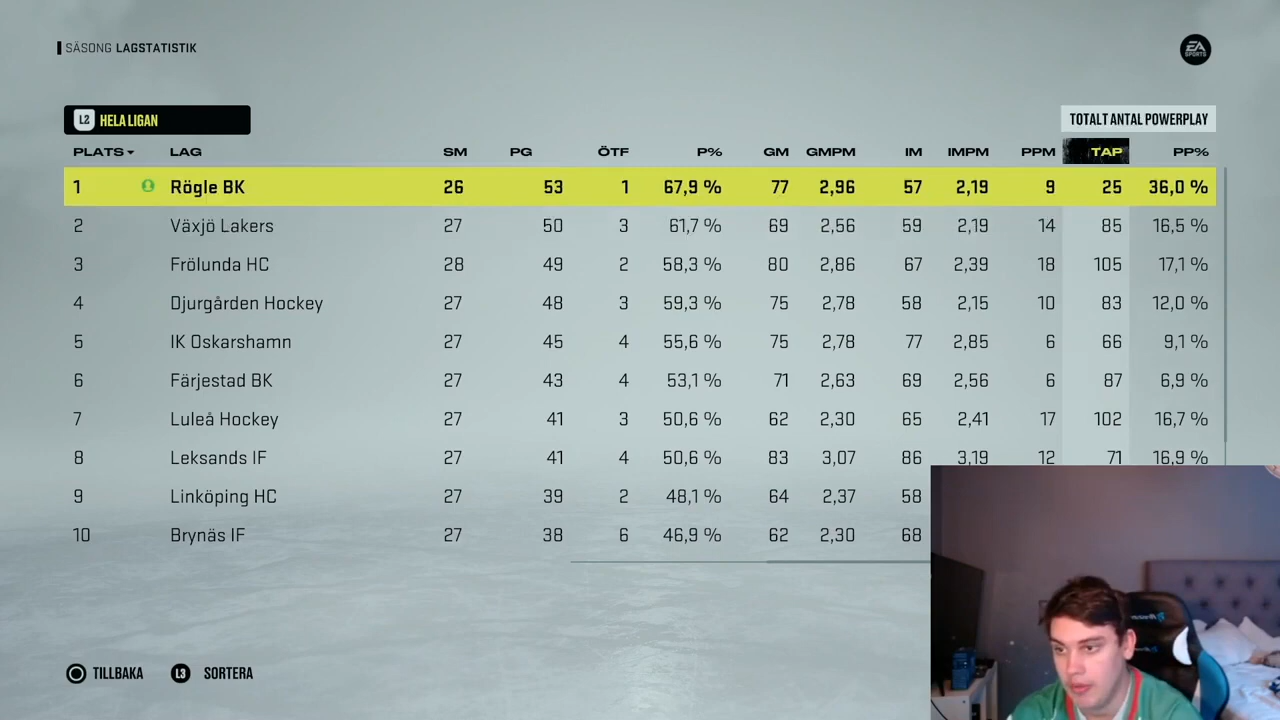 SÄSONG LAGSTATISTIK
EA SPORTS
L2 HELA LIGAN
TOTALT ANTAL POWERPLAY
PLATS LAG SM PG ÖTF P% GM GMPM IM IMPM PPM TAP PP%
1 Rögle BK 26 53 1 67,9 % 77 2,96 57 2,19 9 25 36,0 %
2 Växjö Lakers 27 50 3 61,7 % 69 2,56 59 2,19 14 85 16,5 %
3 Frölunda HC 28 49 2 58,3 % 80 2,86 67 2,39 18 105 17,1 %
4 Djurgården Hockey 27 48 3 59,3 % 75 2,78 58 2,15 10 83 12,0 %
5 IK Oskarshamn 27 45 4 55,6 % 75 2,78 77 2,85 6 66 9,1 %
6 Färjestad BK 27 43 4 53,1 % 71 2,63 69 2,56 6 87 6,9 %
7 Luleå Hockey 27 41 3 50,6 % 62 2,30 65 2,41 17 102 16,7 %
8 Leksands IF 27 41 4 50,6 % 83 3,07 86 3,19 12 71 16,9 %
9 Linköping HC 27 39 2 48,1 % 64 2,37 58
10 Brynäs IF 27 38 6 46,9 % 62 2,30 68
TILLBAKA L3 SORTERA